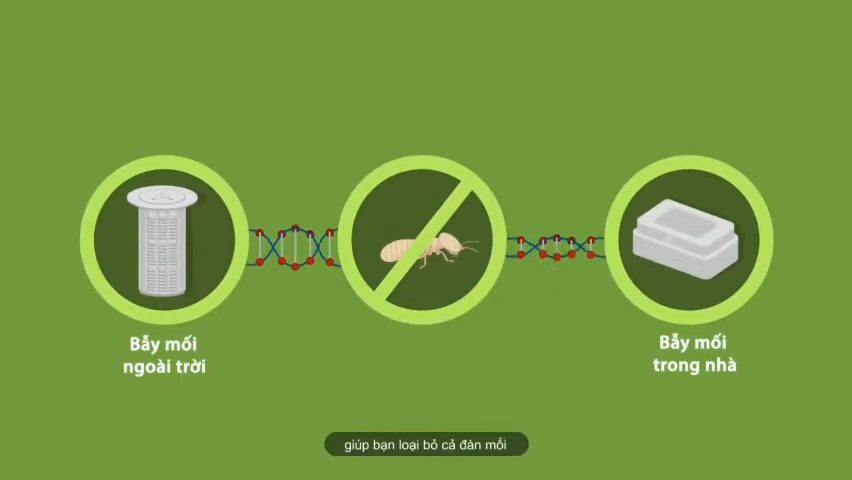 Bẫy mối
ngoài trời
Bẫy mối
trong nhà
giúp bạn loại bỏ cả đàn mối